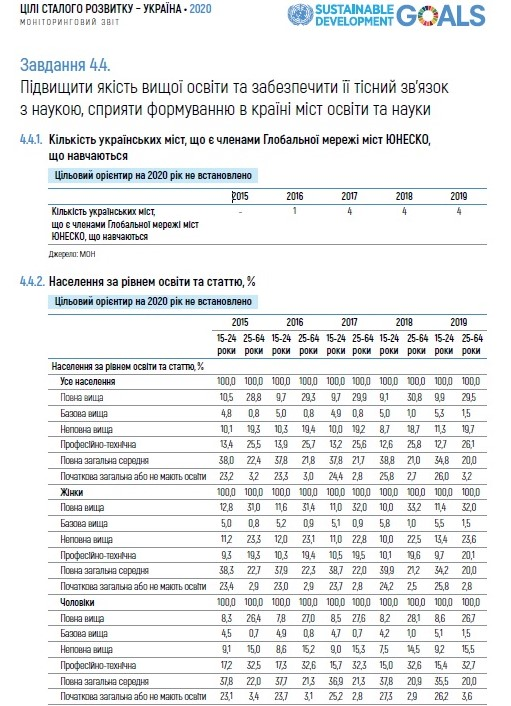 ЦІЛІ СТАЛОГО РОЗВИТКУ – УКРАЇНА • 2020
МОНІТОРИНГОВИЙ ЗВІТ
SUSTAINABLE DEVELOPMENT GOALS
Завдання 4.4.
Підвищити якість вищої освіти та забезпечити її тісний зв’язок
з наукою, сприяти формуванню в країні міст освіти та науки
4.4.1. Кількість українських міст, що є членами Глобальної мережі міст ЮНЕСКО,
що навчаються
Цільовий орієнтир на 2020 рік не встановлено
2015 2016 2017 2018 2019
Кількість українських міст, - 1 4 4 4
що є членами Глобальної мережі міст
ЮНЕСКО, що навчаються
Джерело: МОН
4.4.2. Населення за рівнем освіти та статтю, %
Цільовий орієнтир на 2020 рік не встановлено
2015 2016 2017 2018 2019
15-24 25-64 15-24 25-64 15-24 25-64 15-24 25-64 15-24 25-64
роки роки роки роки роки роки роки роки роки роки
Населення за рівнем освіти та статтю, %
Усе населення 100,0 100,0 100,0 100,0 100,0 100,0 100,0 100,0 100,0 100,0
Повна вища 10,5 28,8 9,7 29,3 9,7 29,9 9,1 30,8 9,9 29,5
Базова вища 4,8 0,8 5,0 0,8 4,9 0,8 5,0 1,0 5,3 1,5
Неповна вища 10,1 19,3 10,3 19,4 10,0 19,2 8,7 18,7 11,3 19,7
Професійно-технічна 13,4 25,5 13,9 25,7 13,2 25,6 12,6 25,8 12,7 26,1
Повна загальна середня 38,0 22,4 37,8 21,8 37,8 21,7 38,8 21,0 34,8 20,0
Початкова загальна або не мають освіти 23,2 3,2 23,3 3,0 24,4 2,8 25,8 2,7 26,0 3,2
Жінки 100,0 100,0 100,0 100,0 100,0 100,0 100,0 100,0 100,0 100,0
Повна вища 12,8 31,0 11,6 31,4 11,0 32,0 10,0 33,2 11,4 32,0
Базова вища 5,0 0,8 5,2 0,9 5,1 0,9 5,8 1,0 5,5 1,5
Неповна вища 11,2 23,3 12,0 23,1 11,0 22,8 10,0 22,5 13,4 23,6
Професійно-технічна 9,3 19,3 10,1 19,4 10,5 19,5 10,1 19,6 9,7 20,1
Повна загальна середня 38,3 22,7 37,9 22,3 38,7 22,0 39,9 21,2 34,2 20,0
Початкова загальна або не мають освіти 23,4 2,9 23,0 2,9 23,7 2,8 24,2 2,5 25,8 2,8
Чоловіки 100,0 100,0 100,0 100,0 100,0 100,0 100,0 100,0 100,0 100,0
Повна вища 8,3 26,4 7,8 27,0 8,5 27,6 8,2 28,1 8,6 26,7
Базова вища 4,5 0,7 4,9 0,8 4,7 0,7 4,2 1,0 5,1 1,5
Неповна вища 9,1 15,0 8,6 15,2 9,0 15,3 7,5 14,5 9,2 15,5
Професійно-технічна 17,2 32,5 17,3 32,6 15,7 32,3 15,0 32,6 15,4 32,7
Повна загальна середня 37,8 22,0 37,7 21,3 36,9 21,3 37,8 20,9 35,5 20,0
Початкова загальна або не мають освіти 23,1 3,4 23,7 3,1 25,2 2,8 27,3 2,9 26,2 3,6